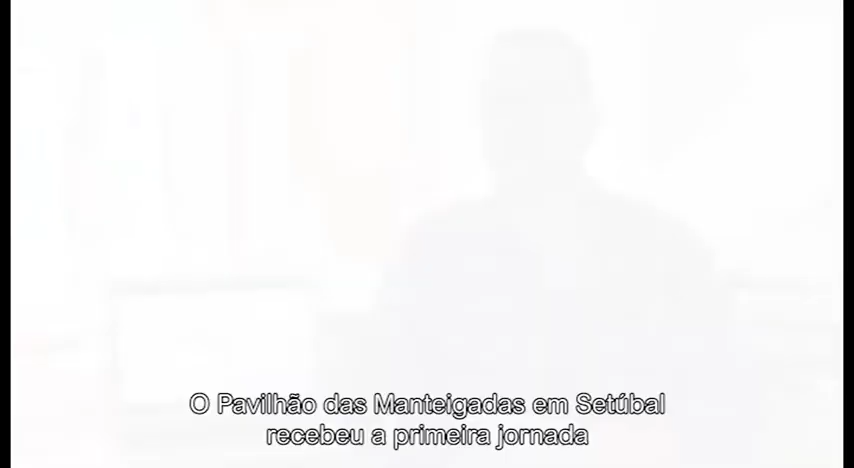 O Pavilhão das Manteigadas em Setúbal
recebeu a primeira jornada